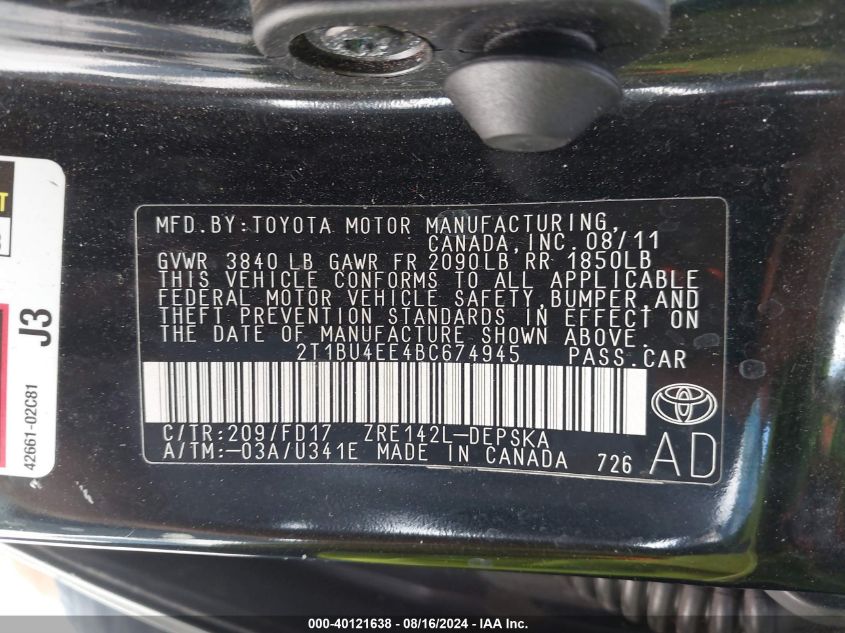 MFD.BY:TOYOTA MOTOR MANUFACTURING,
CANADA,INC. 08/11
GVWR 3840 LB GAWR FR 2090LB RR 1850LB
THIS VEHICLE CONFORMS TO ALL APPLICABLE
FEDERAL MOTOR VEHICLE SAFETY,BUMPER,AND
THEFT PREVENTION STANDARDS IN EFFECT ON
THE DATE OF MANUFACTURE SHOWN ABOVE.
2T1BU4EE4BC674945 PASS.CAR
C/TR:209/FD17 ZRE142L-DEPSKA
A/TM:-03A/U341E MADE IN CANADA 726
AD
J3
42661-02C81
000-40121638 - 08/16/2024 - IAA Inc.